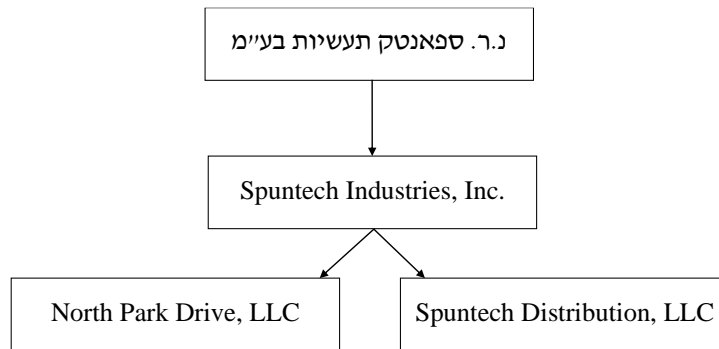 נ.ר. ספאנטק תעשיות בע״מ
Spuntech Industries, Inc.
North Park Drive, LLC
Spuntech Distribution, LLC